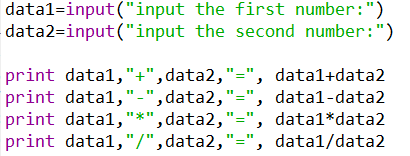 data1=input("input the first number:")
data2=input("input the second number:")
print data1,"+",data2,"=", data1+data2
print data1,"-",data2,"=", data1-data2
print data1,"*",data2,"=", data1*data2
print data1,"/",data2,"=", data1/data2